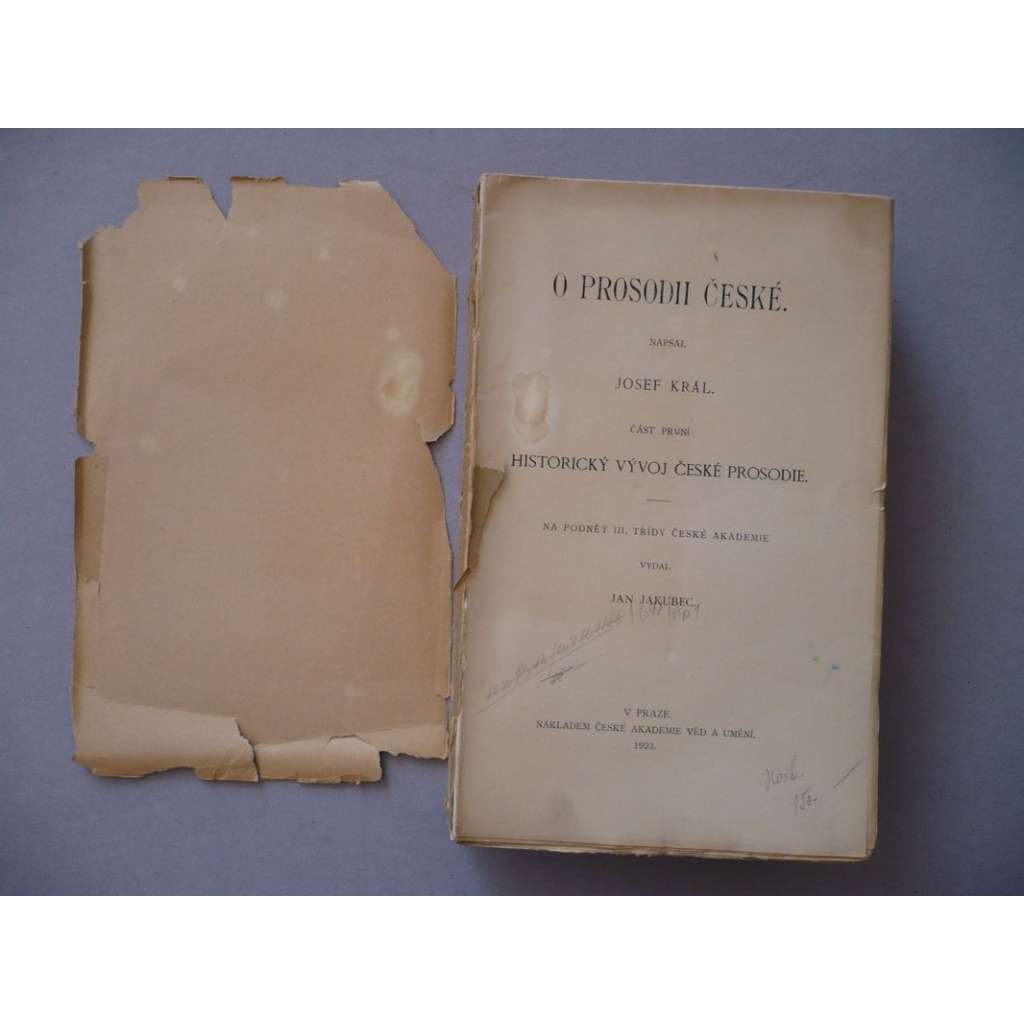 O PROSODII ČESKÉ.
NAPSAL
JOSEF KRÁL.
ČÁST PRVNÍ:
HISTORICKÝ VÝVOJ ČESKÉ PROSODIE.
NA PODNĚT III. TŘÍDY ČESKÉ AKADEMIE
VYDAL
JAN JAKUBEC.
V PRAZE.
NÁKLADEM ČESKÉ AKADEMIE VĚD A UMĚNÍ.
1923.